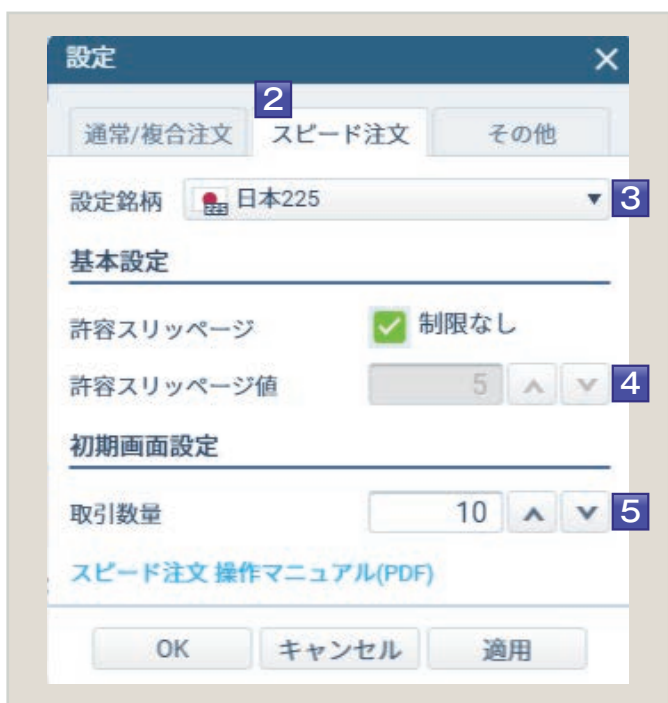 設定
2
通常/複合注文 スピード注文 その他
設定銘柄 225 日本225 3
基本設定
許容スリッページ 制限なし
許容スリッページ値 5 4
初期画面設定
取引数量 10 5
スピード注文 操作マニュアル(PDF)
OK キャンセル 適用